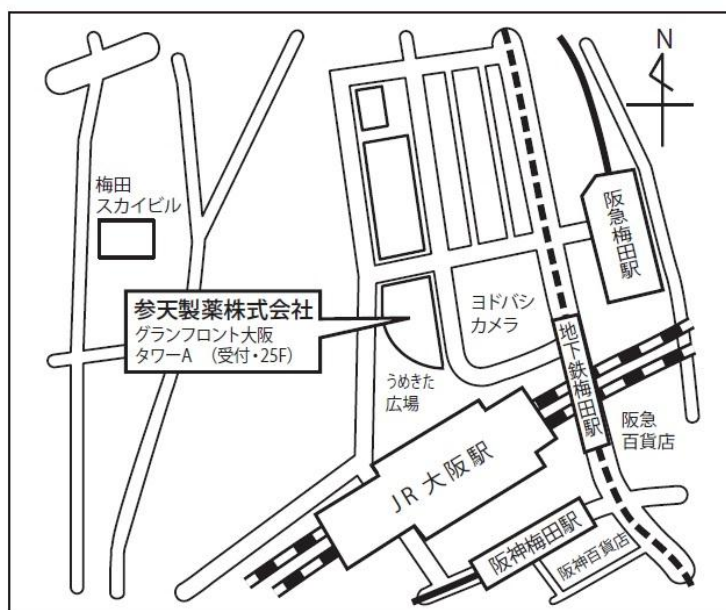 N
梅田
スカイビル
阪急梅田駅
参天製薬株式会社
グランフロント大阪
タワーA （受付・25F）
ヨドバシ
カメラ
うめきた
広場
地下鉄梅田駅
阪急
百貨店
JR大阪駅
阪神梅田駅
阪神百貨店